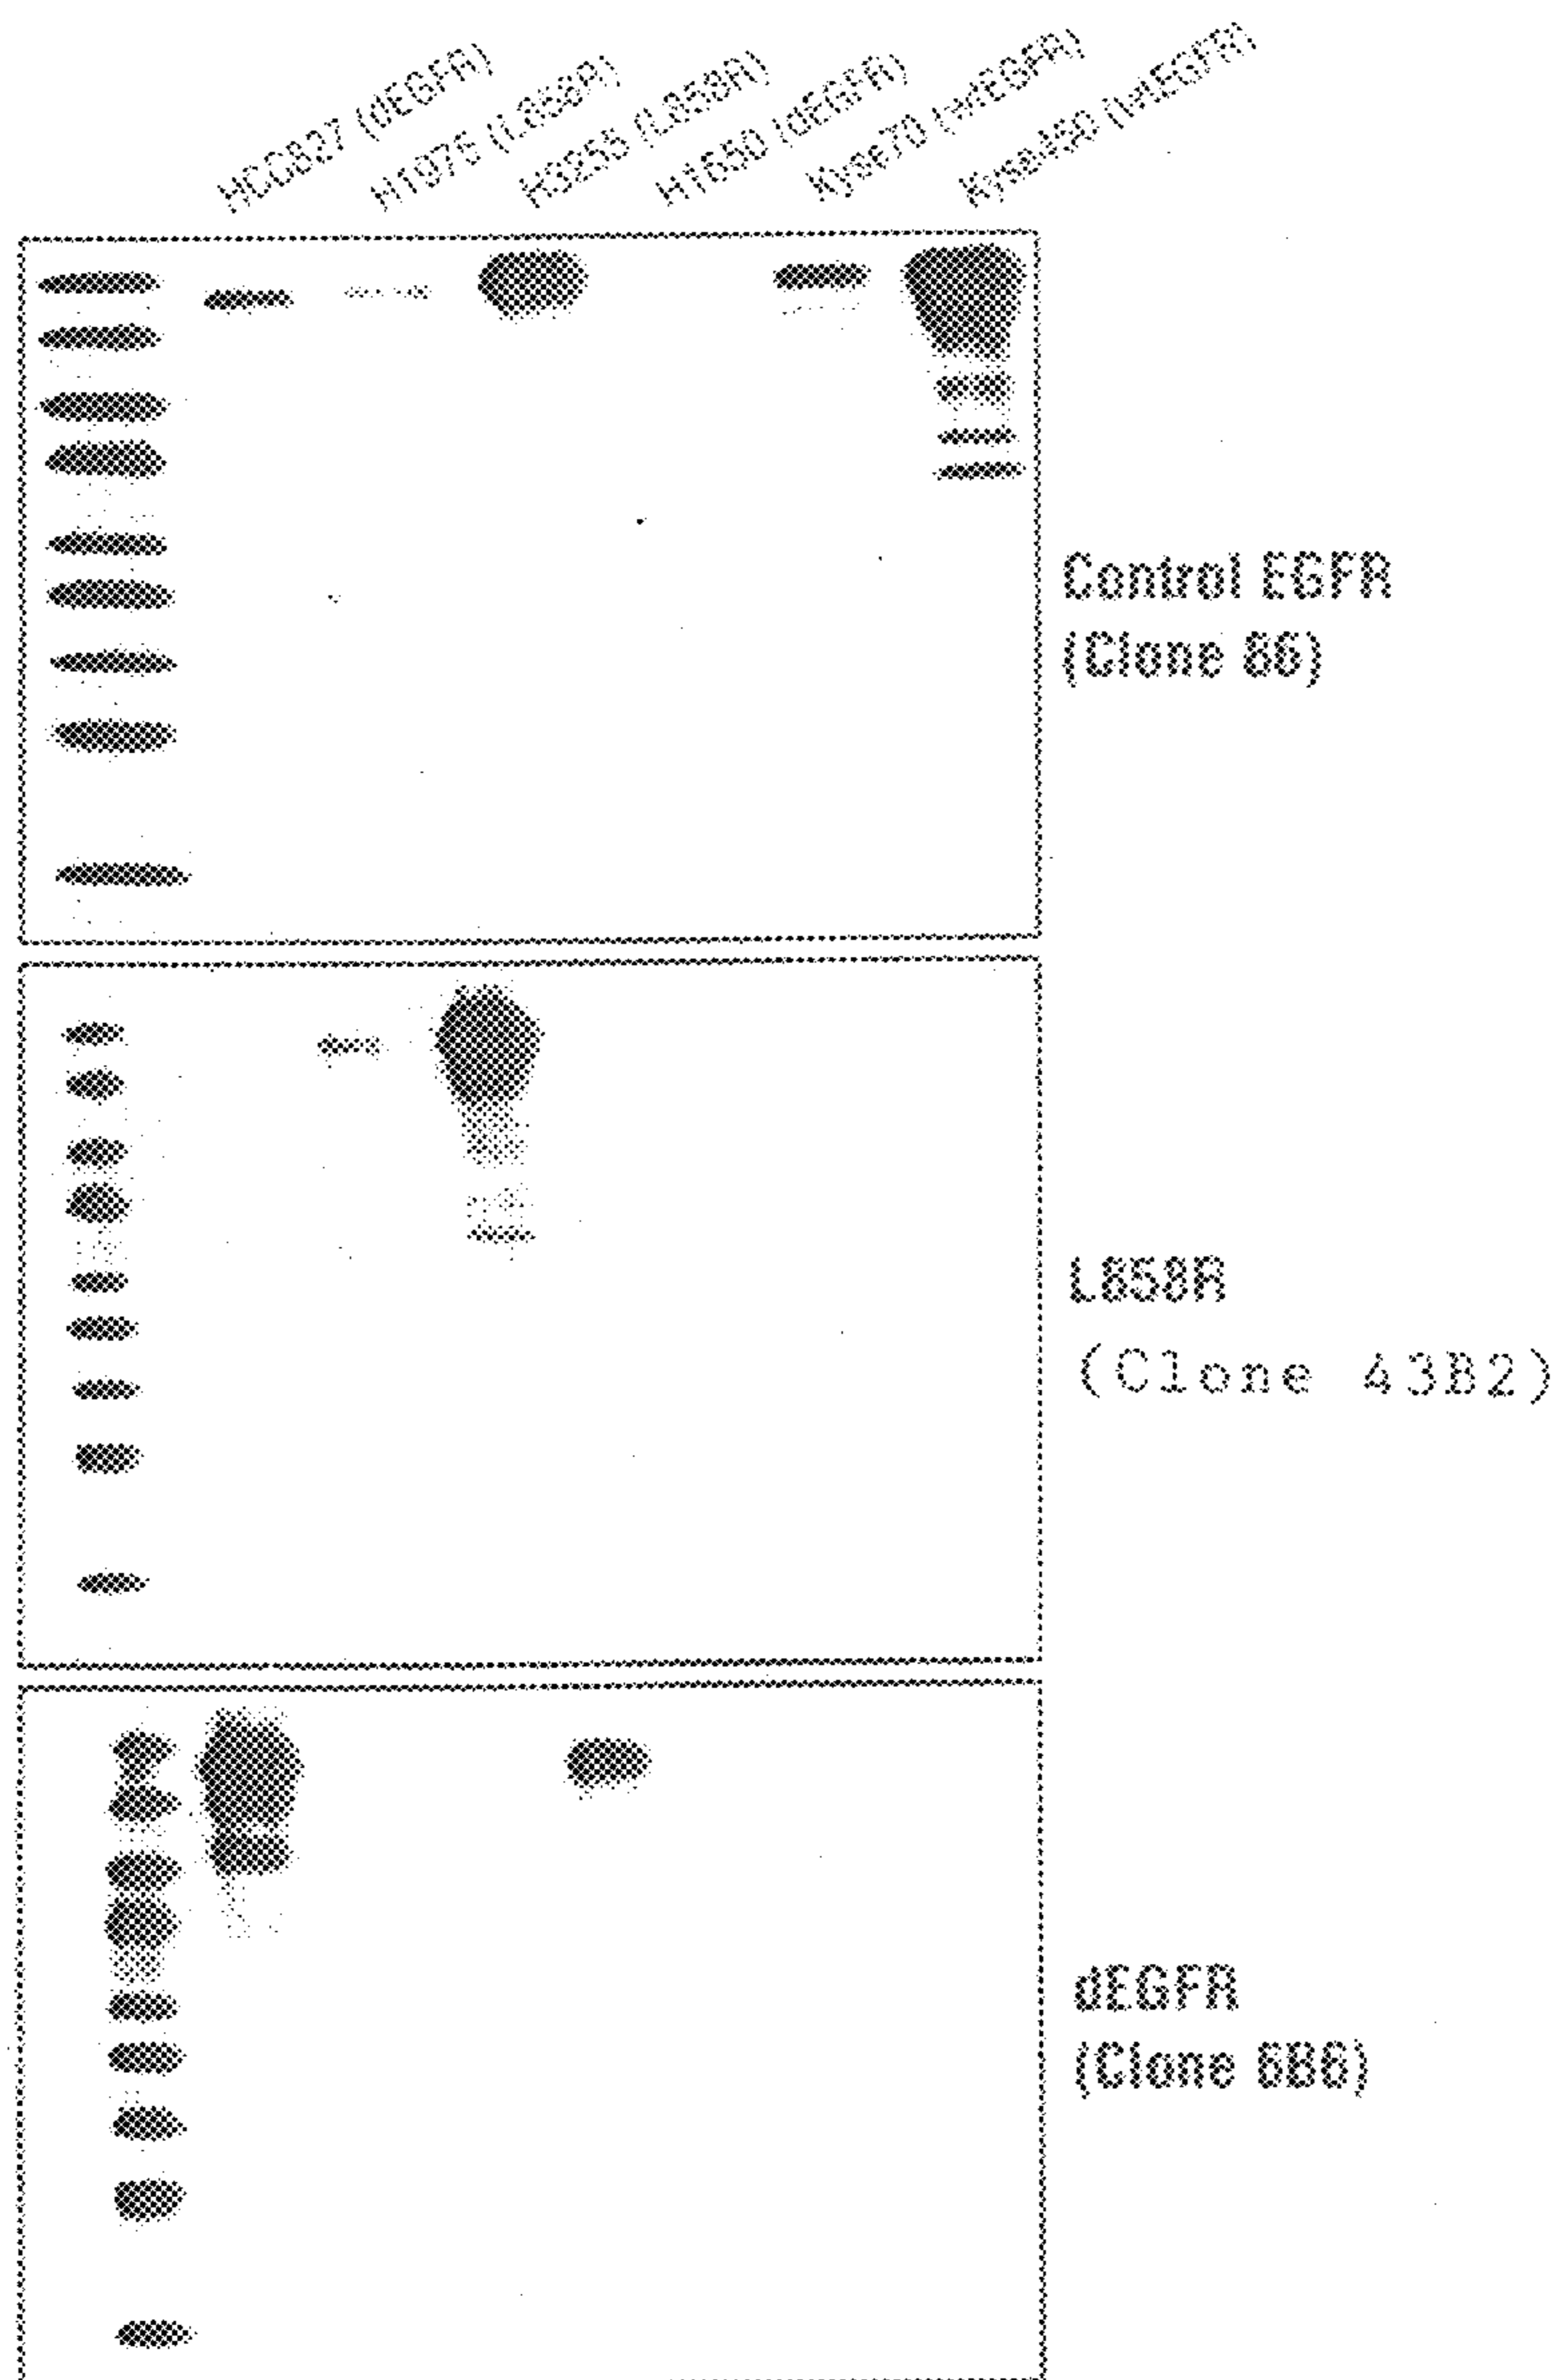 HCC827 (dEGFR)
H1975 (L858R)
H3255 (L858R)
H1650 (dEGFR)
Kyse70 (wtEGFR)
Kyse450 (wtEGFR)
Control EGFR
(Clone 86)
L858R
(Clone 43B2)
dEGFR
(Clone 6B6)